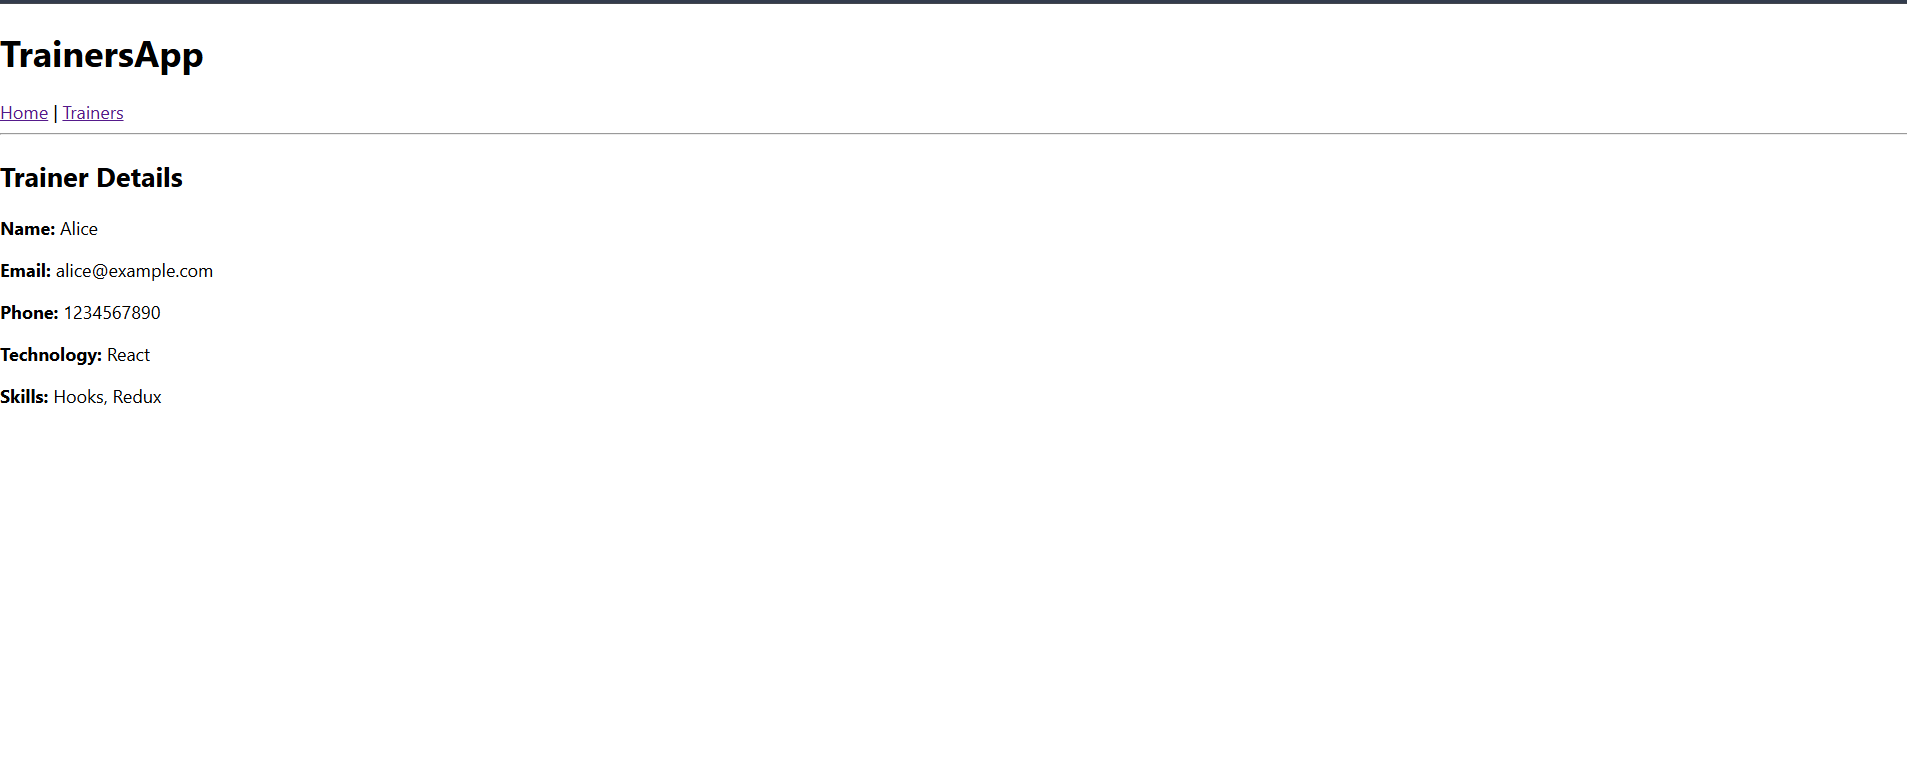 TrainersApp
Home | Trainers
Trainer Details
Name: Alice
Email: alice@example.com
Phone: 1234567890
Technology: React
Skills: Hooks, Redux